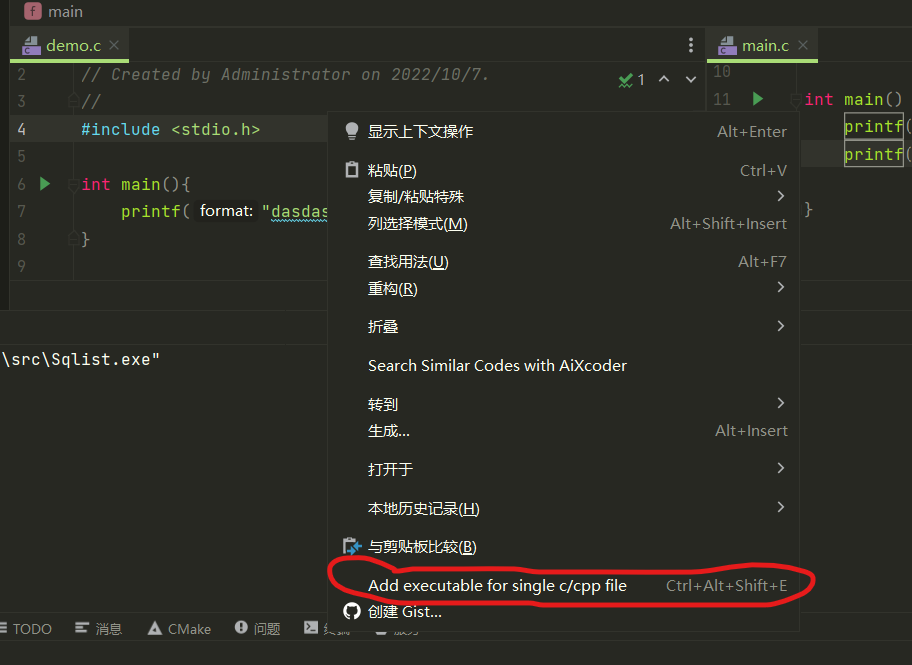 main
demo.c
main.c
2 // Created by Administrator on 2022/10/7.
1
3 //
4 #include <stdio.h>
5
6 int main(){
7 printf( format: "dasdas
8 }
9
10
11 int main()
printf(
printf(
}
\src\Sqlist.exe"
显示上下文操作 Alt+Enter
粘贴(P) Ctrl+V
复制/粘贴特殊
列选择模式(M) Alt+Shift+Insert
查找用法(U) Alt+F7
重构(R)
折叠
Search Similar Codes with AiXcoder
转到
生成... Alt+Insert
打开于
本地历史记录(H)
与剪贴板比较(B)
Add executable for single c/cpp file Ctrl+Alt+Shift+E
创建 Gist...
TODO 消息 CMake 问题